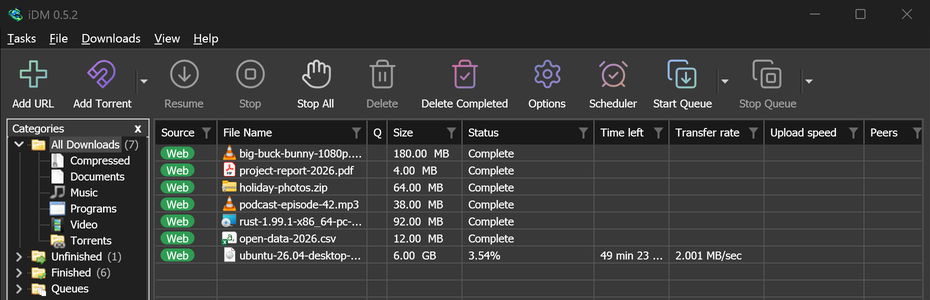 iDM 0.5.2
Tasks File Downloads View Help
Add URL Add Torrent Resume Stop Stop All Delete Delete Completed Options Scheduler Start Queue Stop Queue
Categories x
Source File Name Q Size Status Time left Transfer rate Upload speed Peers
All Downloads (7)
Compressed
Documents
Music
Programs
Video
Torrents
Unfinished (1)
Finished (6)
Queues
Web big-buck-bunny-1080p.... 180.00 MB Complete
Web project-report-2026.pdf 4.00 MB Complete
Web holiday-photos.zip 64.00 MB Complete
Web podcast-episode-42.mp3 38.00 MB Complete
Web rust-1.99.1-x86_64-pc-... 92.00 MB Complete
Web open-data-2026.csv 12.00 MB Complete
Web ubuntu-26.04-desktop-... 6.00 GB 3.54% 49 min 23 ... 2.001 MB/sec